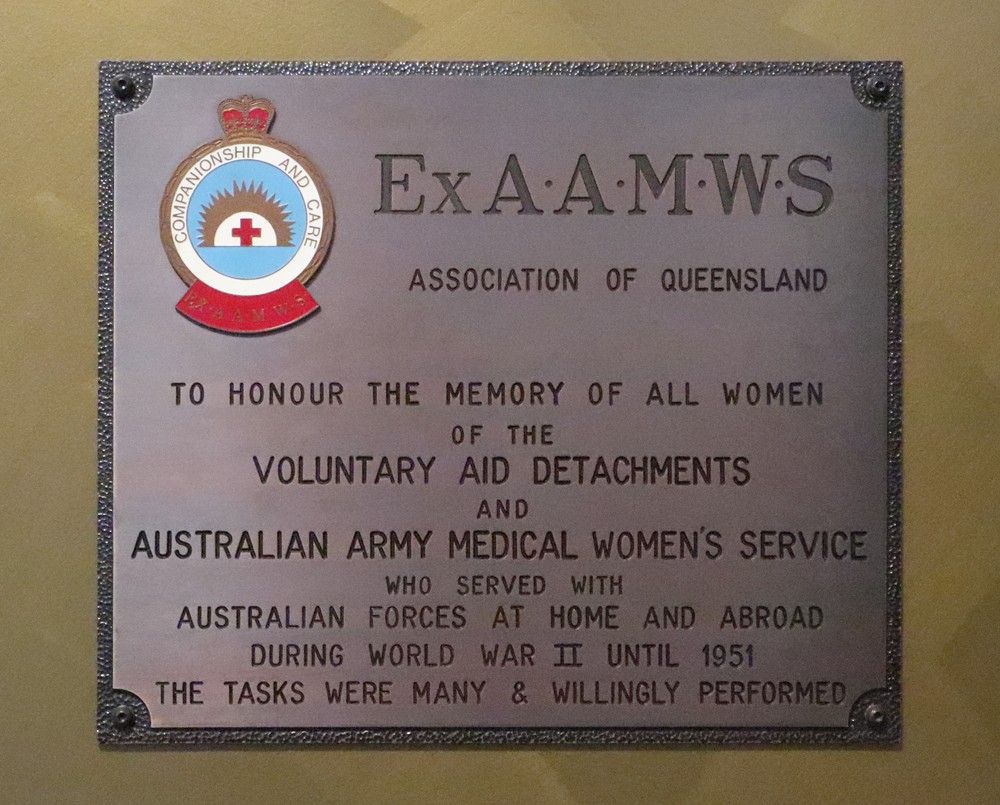 COMPANIONSHIP AND CARE
EX·A·A·M·W·S
Ex A·A·M·W·S
ASSOCIATION OF QUEENSLAND
TO HONOUR THE MEMORY OF ALL WOMEN
OF THE
VOLUNTARY AID DETACHMENTS
AND
AUSTRALIAN ARMY MEDICAL WOMEN'S SERVICE
WHO SERVED WITH
AUSTRALIAN FORCES AT HOME AND ABROAD
DURING WORLD WAR II UNTIL 1951
THE TASKS WERE MANY & WILLINGLY PERFORMED